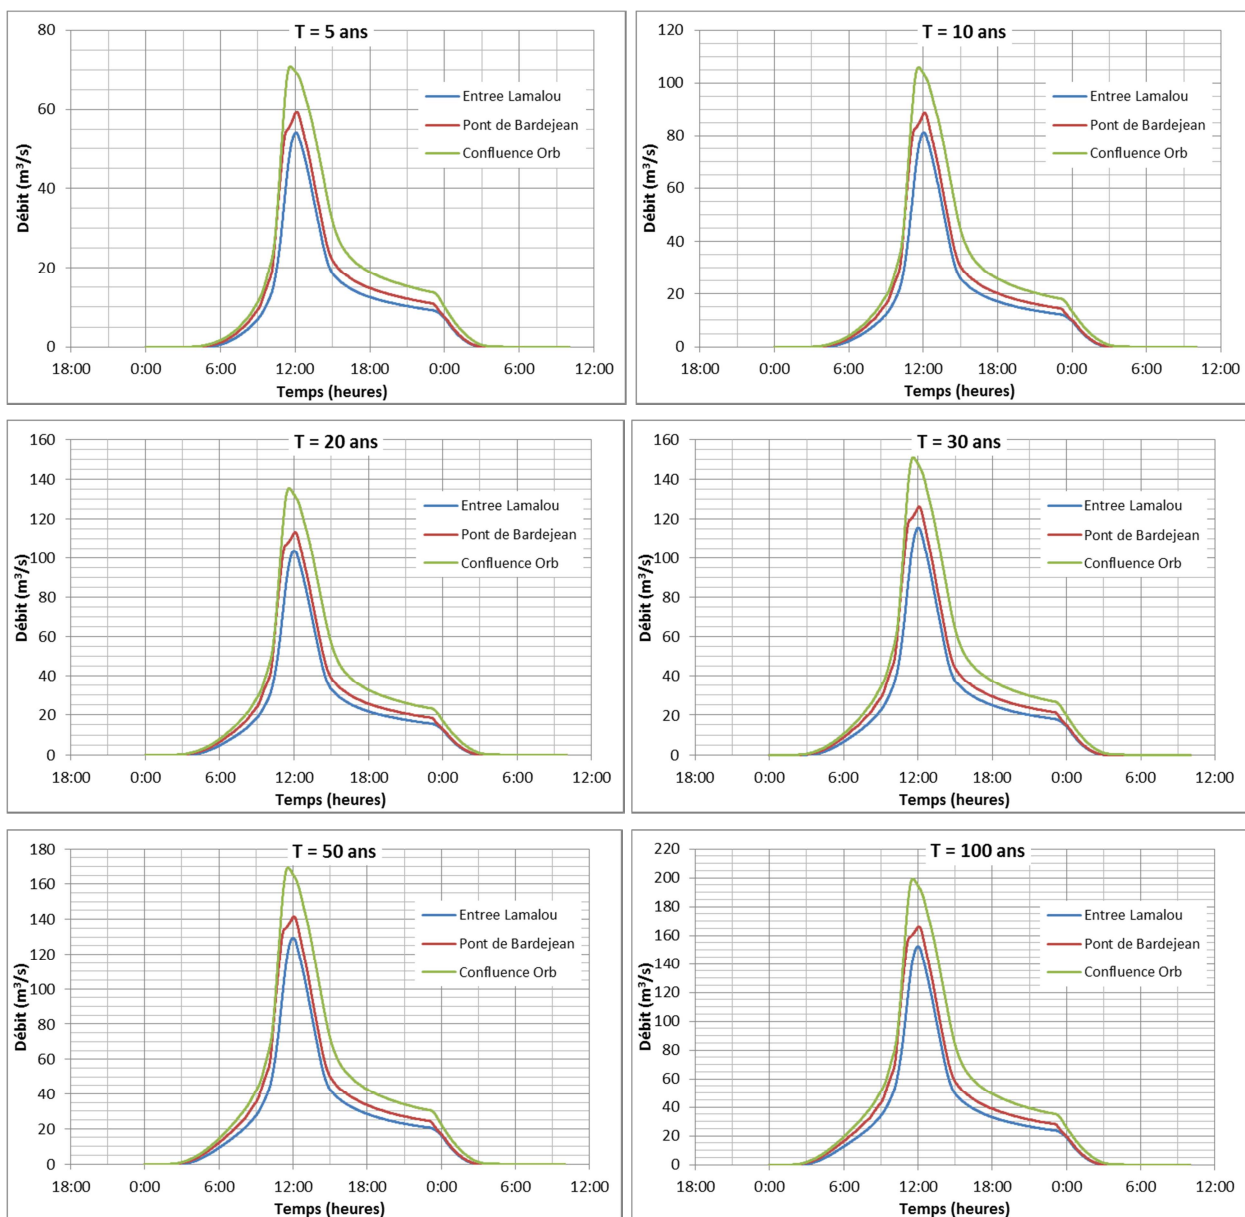 T = 5 ans
80
60
40
20
0
Débit (m³/s)
Entree Lamalou
Pont de Bardejean
Confluence Orb
18:00 0:00 6:00 12:00 18:00 0:00 6:00 12:00
Temps (heures)
T = 10 ans
120
100
80
60
40
20
0
Débit (m³/s)
Entree Lamalou
Pont de Bardejean
Confluence Orb
18:00 0:00 6:00 12:00 18:00 0:00 6:00 12:00
Temps (heures)
T = 20 ans
160
140
120
100
80
60
40
20
0
Débit (m³/s)
Entree Lamalou
Pont de Bardejean
Confluence Orb
18:00 0:00 6:00 12:00 18:00 0:00 6:00 12:00
Temps (heures)
T = 30 ans
160
140
120
100
80
60
40
20
0
Débit (m³/s)
Entree Lamalou
Pont de Bardejean
Confluence Orb
18:00 0:00 6:00 12:00 18:00 0:00 6:00 12:00
Temps (heures)
T = 50 ans
180
160
140
120
100
80
60
40
20
0
Débit (m³/s)
Entree Lamalou
Pont de Bardejean
Confluence Orb
18:00 0:00 6:00 12:00 18:00 0:00 6:00 12:00
Temps (heures)
T = 100 ans
220
200
180
160
140
120
100
80
60
40
20
0
Débit (m³/s)
Entree Lamalou
Pont de Bardejean
Confluence Orb
18:00 0:00 6:00 12:00 18:00 0:00 6:00 12:00
Temps (heures)